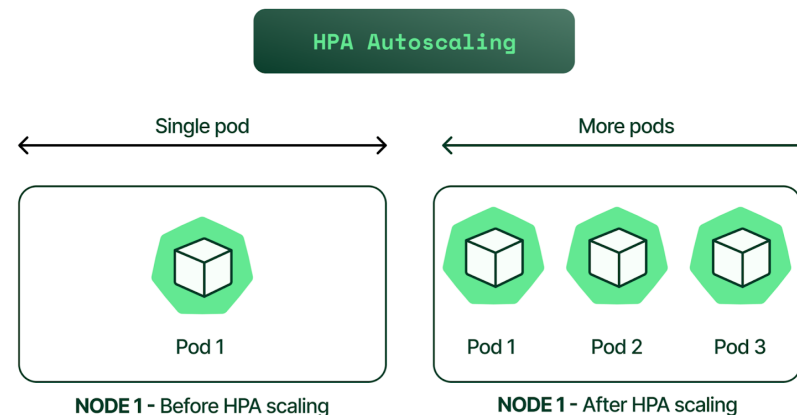 HPA Autoscaling
Single pod
More pods
Pod 1
Pod 1
Pod 2
Pod 3
NODE 1 - Before HPA scaling
NODE 1 - After HPA scaling